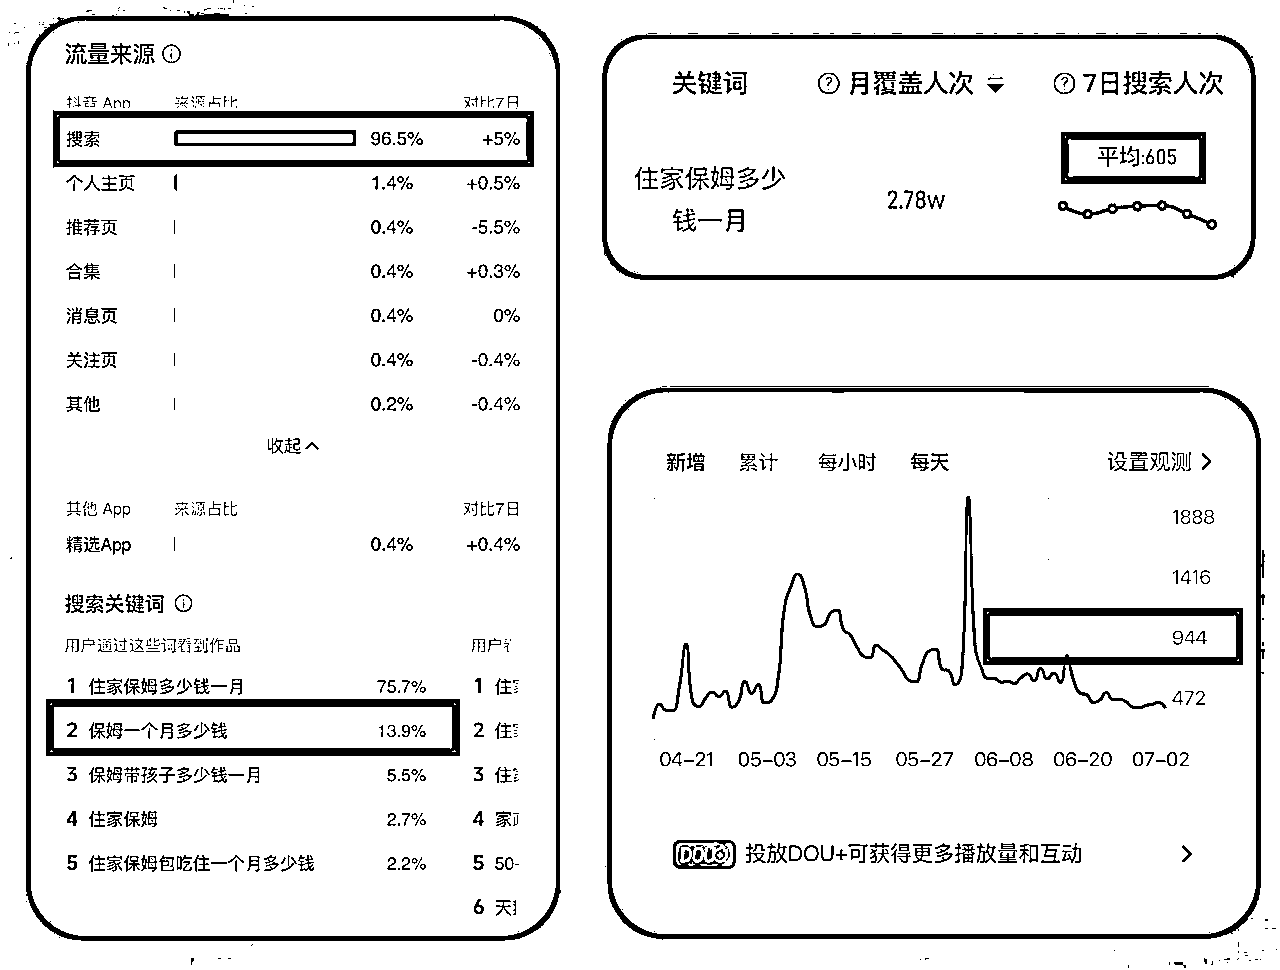 流量来源
抖音 App 来源占比 对比7日
搜索 96.5% +5%
个人主页 1.4% +0.5%
推荐页 0.4% -5.5%
合集 0.4% +0.3%
消息页 0.4% 0%
关注页 0.4% -0.4%
其他 0.2% -0.4%
收起
其他 App 来源占比 对比7日
精选App 0.4% +0.4%
搜索关键词
用户通过这些词看到作品 用户
1 住家保姆多少钱一月 75.7% 1 住
2 保姆一个月多少钱 13.9% 2 住
3 保姆带孩子多少钱一月 5.5% 3 住
4 住家保姆 2.7% 4 家
5 住家保姆包吃住一个月多少钱 2.2% 5 50-
6 天
关键词 月覆盖人次 7日搜索人次
平均:605
住家保姆多少
钱一月
2.78w
新增 累计 每小时 每天 设置观测
1888
1416
944
472
04-21 05-03 05-15 05-27 06-08 06-20 07-02
DOU+ 投放DOU+可获得更多播放量和互动